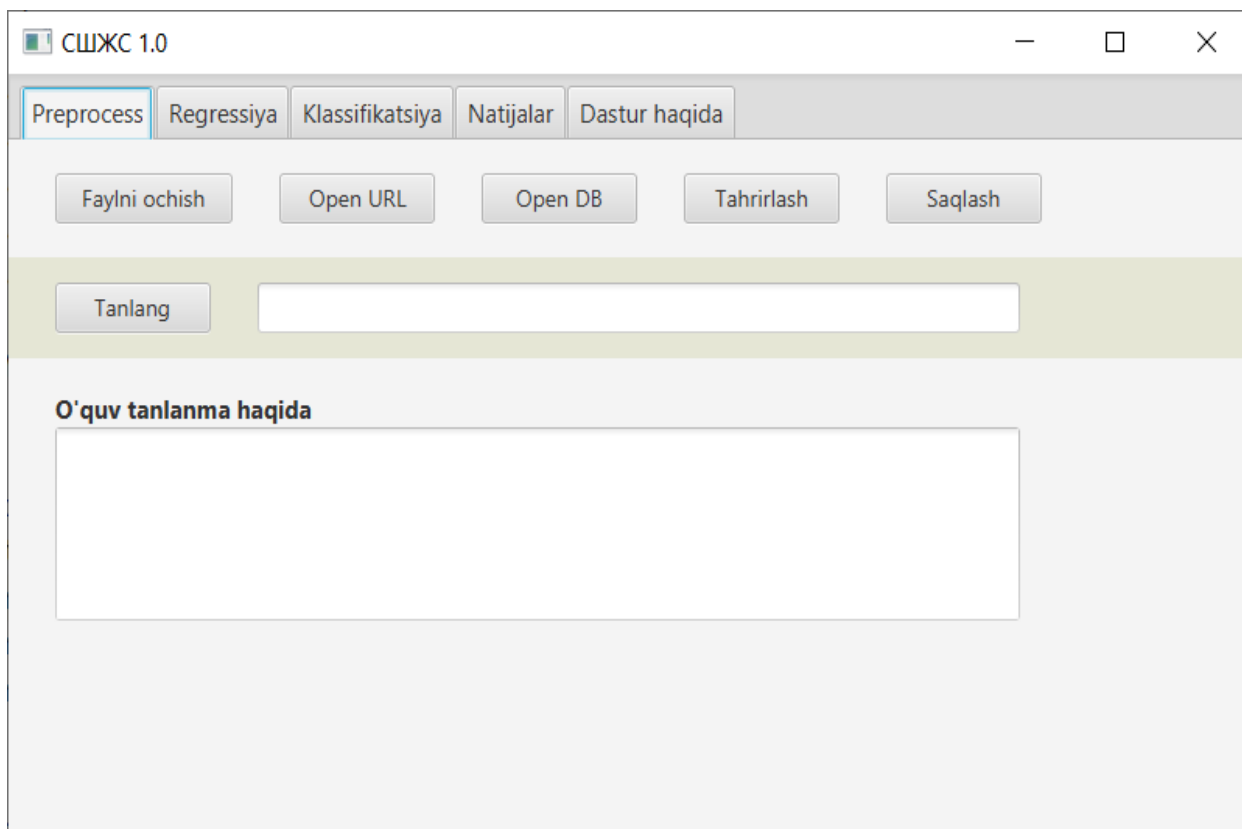 СШЖС 1.0
Preprocess Regressiya Klassifikatsiya Natijalar Dastur haqida
Faylni ochish Open URL Open DB Tahrirlash Saqlash
Tanlang
O'quv tanlanma haqida